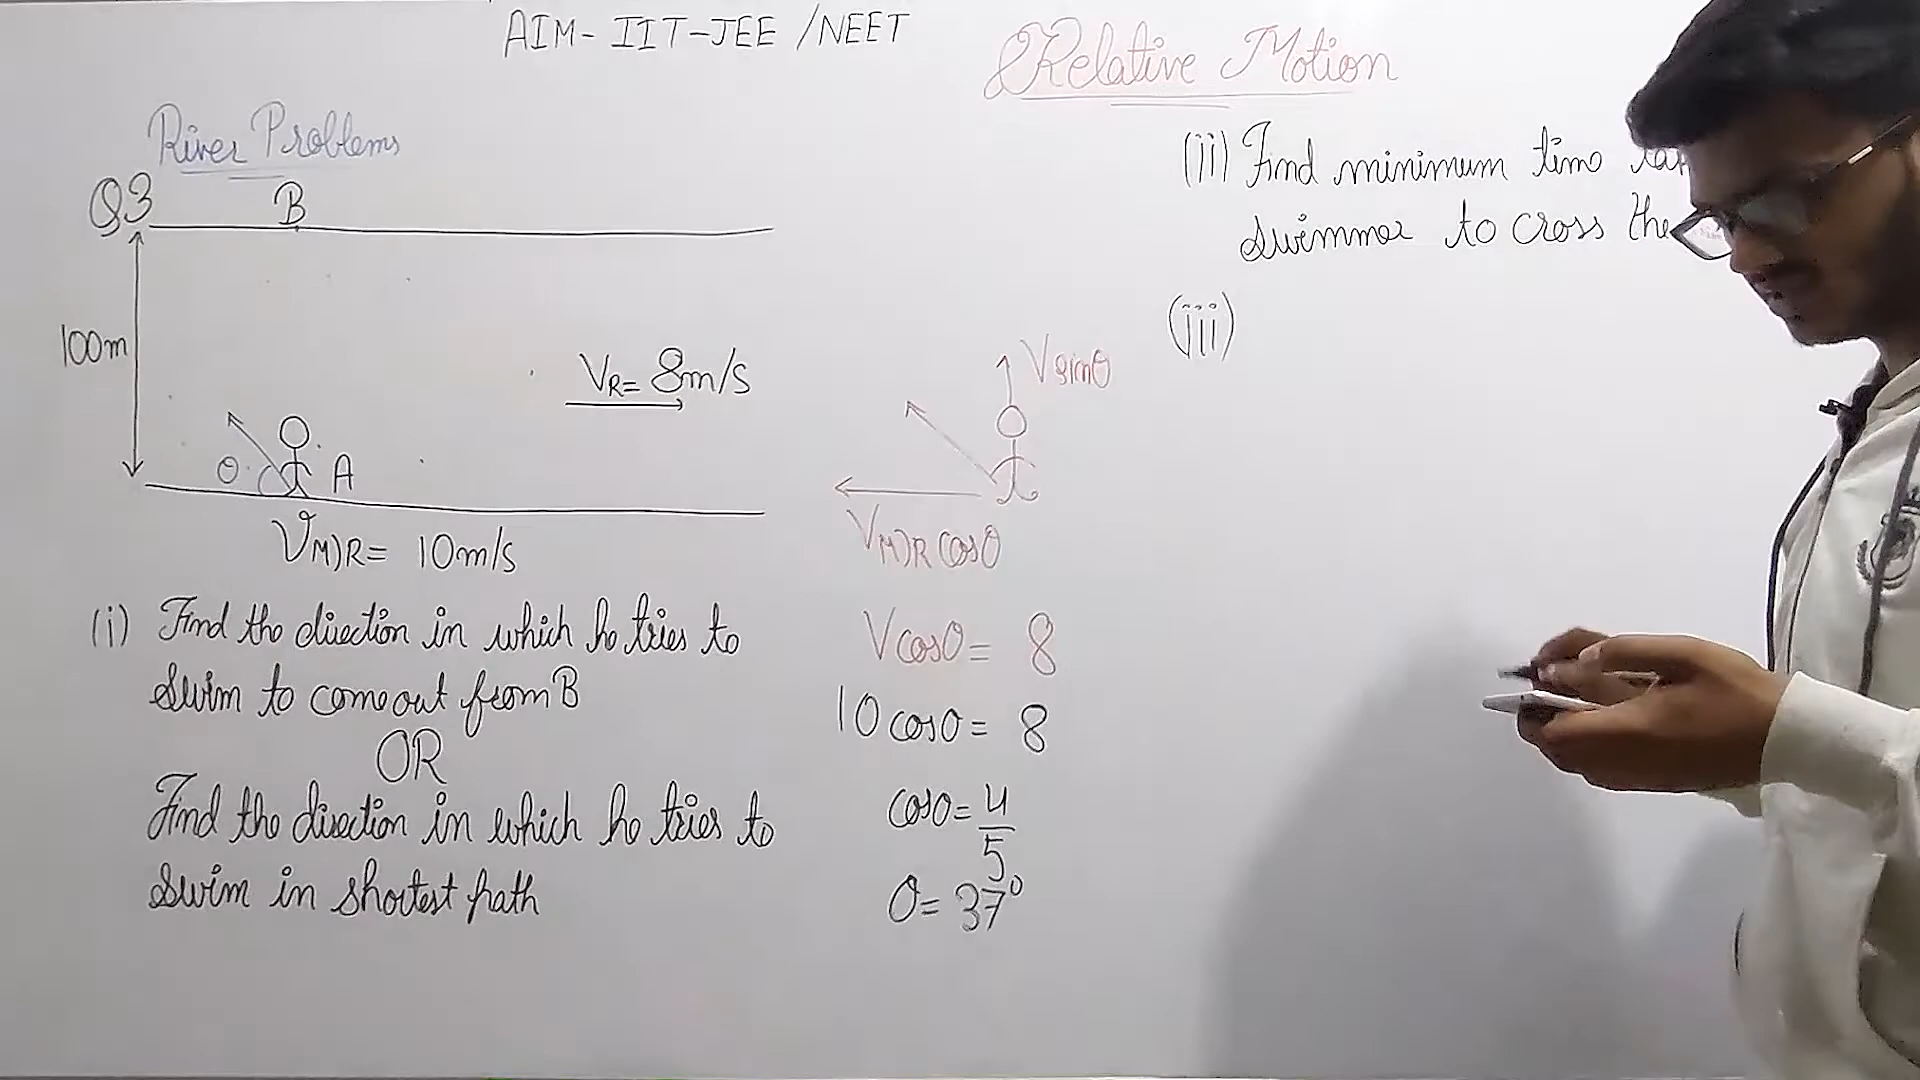 AIM- IIT-JEE /NEET
Relative Motion
River Problems
Q3
B
100m
VR= 8m/s
θ
A
VM/R= 10m/s
(i) Find the direction in which he tries to
swim to come out from B
OR
Find the direction in which he tries to
swim in shortest path
V sinθ
VM/R cosθ
V cosθ = 8
10 cosθ = 8
cosθ = 4
5
θ = 37°
(ii) Find minimum time
swimmer to cross the
(iii)